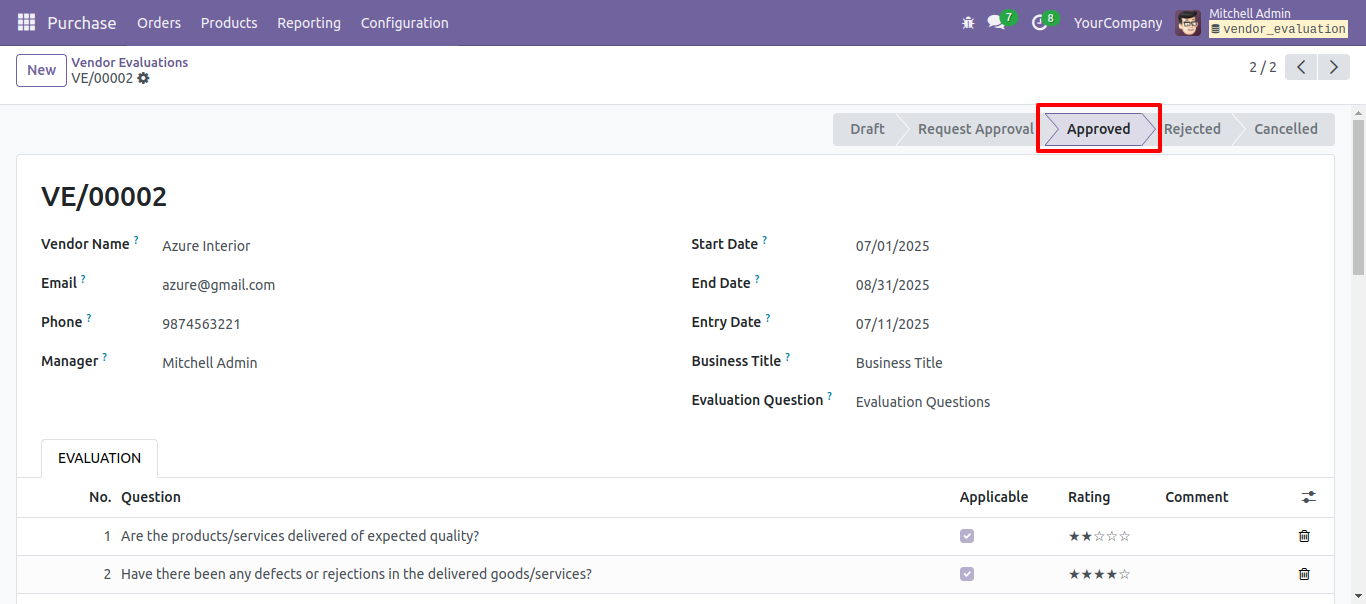 Purchase Orders Products Reporting Configuration 7 8 YourCompany Mitchell Admin
vendor_evaluation
New Vendor Evaluations
VE/00002
2 / 2
Draft Request Approval Approved Rejected Cancelled
VE/00002
Vendor Name ? Azure Interior Start Date ? 07/01/2025
Email ? azure@gmail.com End Date ? 08/31/2025
Phone ? 9874563221 Entry Date ? 07/11/2025
Manager ? Mitchell Admin Business Title ? Business Title
Evaluation Question ? Evaluation Questions
EVALUATION
No. Question Applicable Rating Comment
1 Are the products/services delivered of expected quality? ★★☆☆☆
2 Have there been any defects or rejections in the delivered goods/services? ★★★★☆